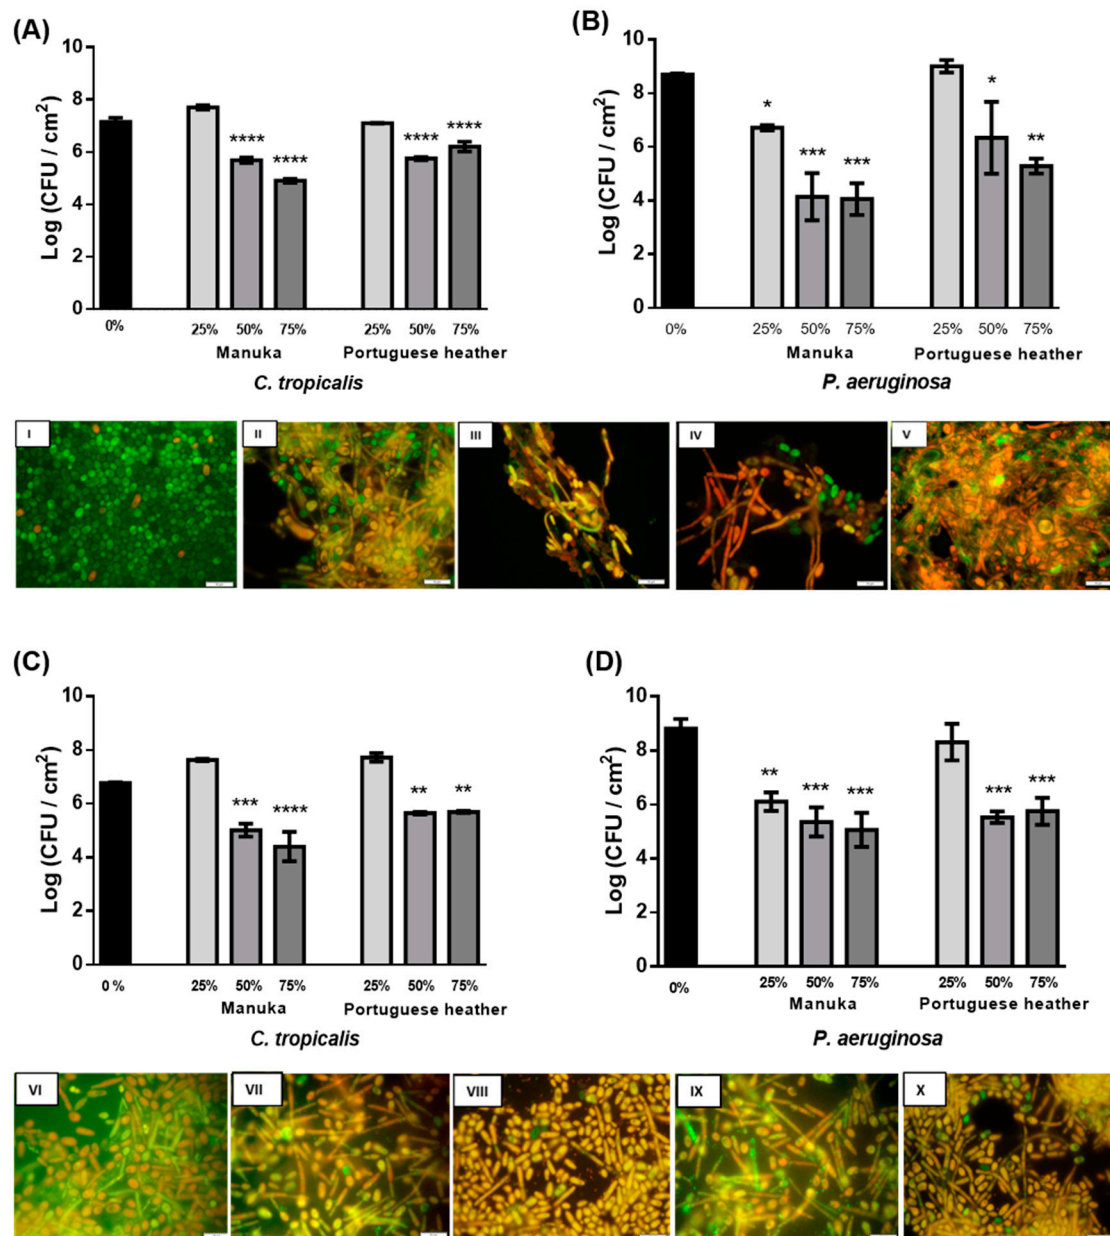 (A)
10
8
6
4
2
0
Log (CFU / cm²)
**** ****
**** ****
0% 25% 50% 75% 25% 50% 75%
Manuka Portuguese heather
C. tropicalis
(B)
10
8
6
4
2
0
Log (CFU / cm²)
* *** ***
* **
0% 25% 50% 75% 25% 50% 75%
Manuka Portuguese heather
P. aeruginosa
I II III IV V
(C)
10
8
6
4
2
0
Log (CFU / cm²)
*** ****
** **
0 % 25% 50% 75% 25% 50% 75%
Manuka Portuguese heather
C. tropicalis
(D)
10
8
6
4
2
0
Log (CFU / cm²)
** *** ***
*** ***
0% 25% 50% 75% 25% 50% 75%
Manuka Portuguese heather
P. aeruginosa
VI VII VIII IX X